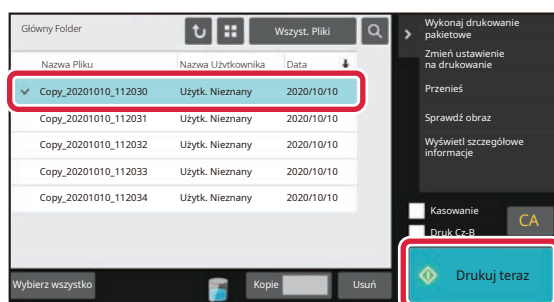 Główny Folder
Wszyst. Pliki
Nazwa Pliku Nazwa Użytkownika Data
Copy_20201010_112030 Użytk. Nieznany 2020/10/10
Copy_20201010_112031 Użytk. Nieznany 2020/10/10
Copy_20201010_112032 Użytk. Nieznany 2020/10/10
Copy_20201010_112033 Użytk. Nieznany 2020/10/10
Copy_20201010_112034 Użytk. Nieznany 2020/10/10
Wybierz wszystko
Kopie
Usuń
Wykonaj drukowanie
pakietowe
Zmień ustawienie
na drukowanie
Przenieś
Sprawdź obraz
Wyświetl szczegółowe
informacje
Kasowanie
Druk Cz-B
CA
Drukuj teraz